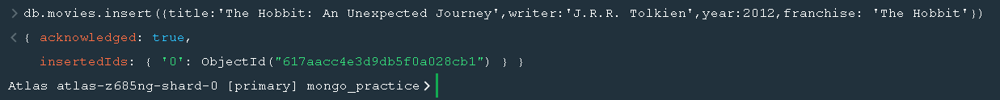 > db.movies.insert({title:'The Hobbit: An Unexpected Journey',writer:'J.R.R. Tolkien',year:2012,franchise: 'The Hobbit'})
< { acknowledged: true,
insertedIds: { '0': ObjectId("617aacc4e3d9db5f0a028cb1") } }
Atlas atlas-z685ng-shard-0 [primary] mongo_practice>